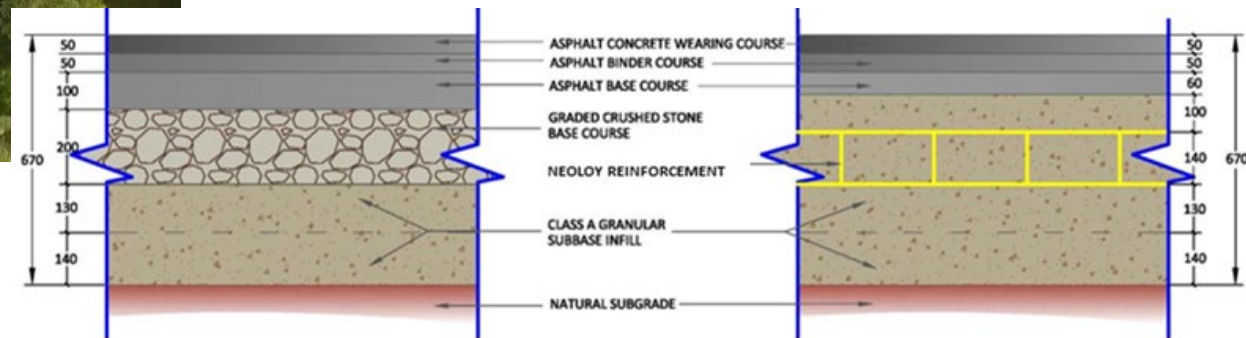 50
50
100
200
130
140
670
ASPHALT CONCRETE WEARING COURSE
ASPHALT BINDER COURSE
ASPHALT BASE COURSE
GRADED CRUSHED STONE
BASE COURSE
NEOLOY REINFORCEMENT
CLASS A GRANULAR
SUBBASE INFILL
NATURAL SUBGRADE
50
50
60
100
140
130
140
670